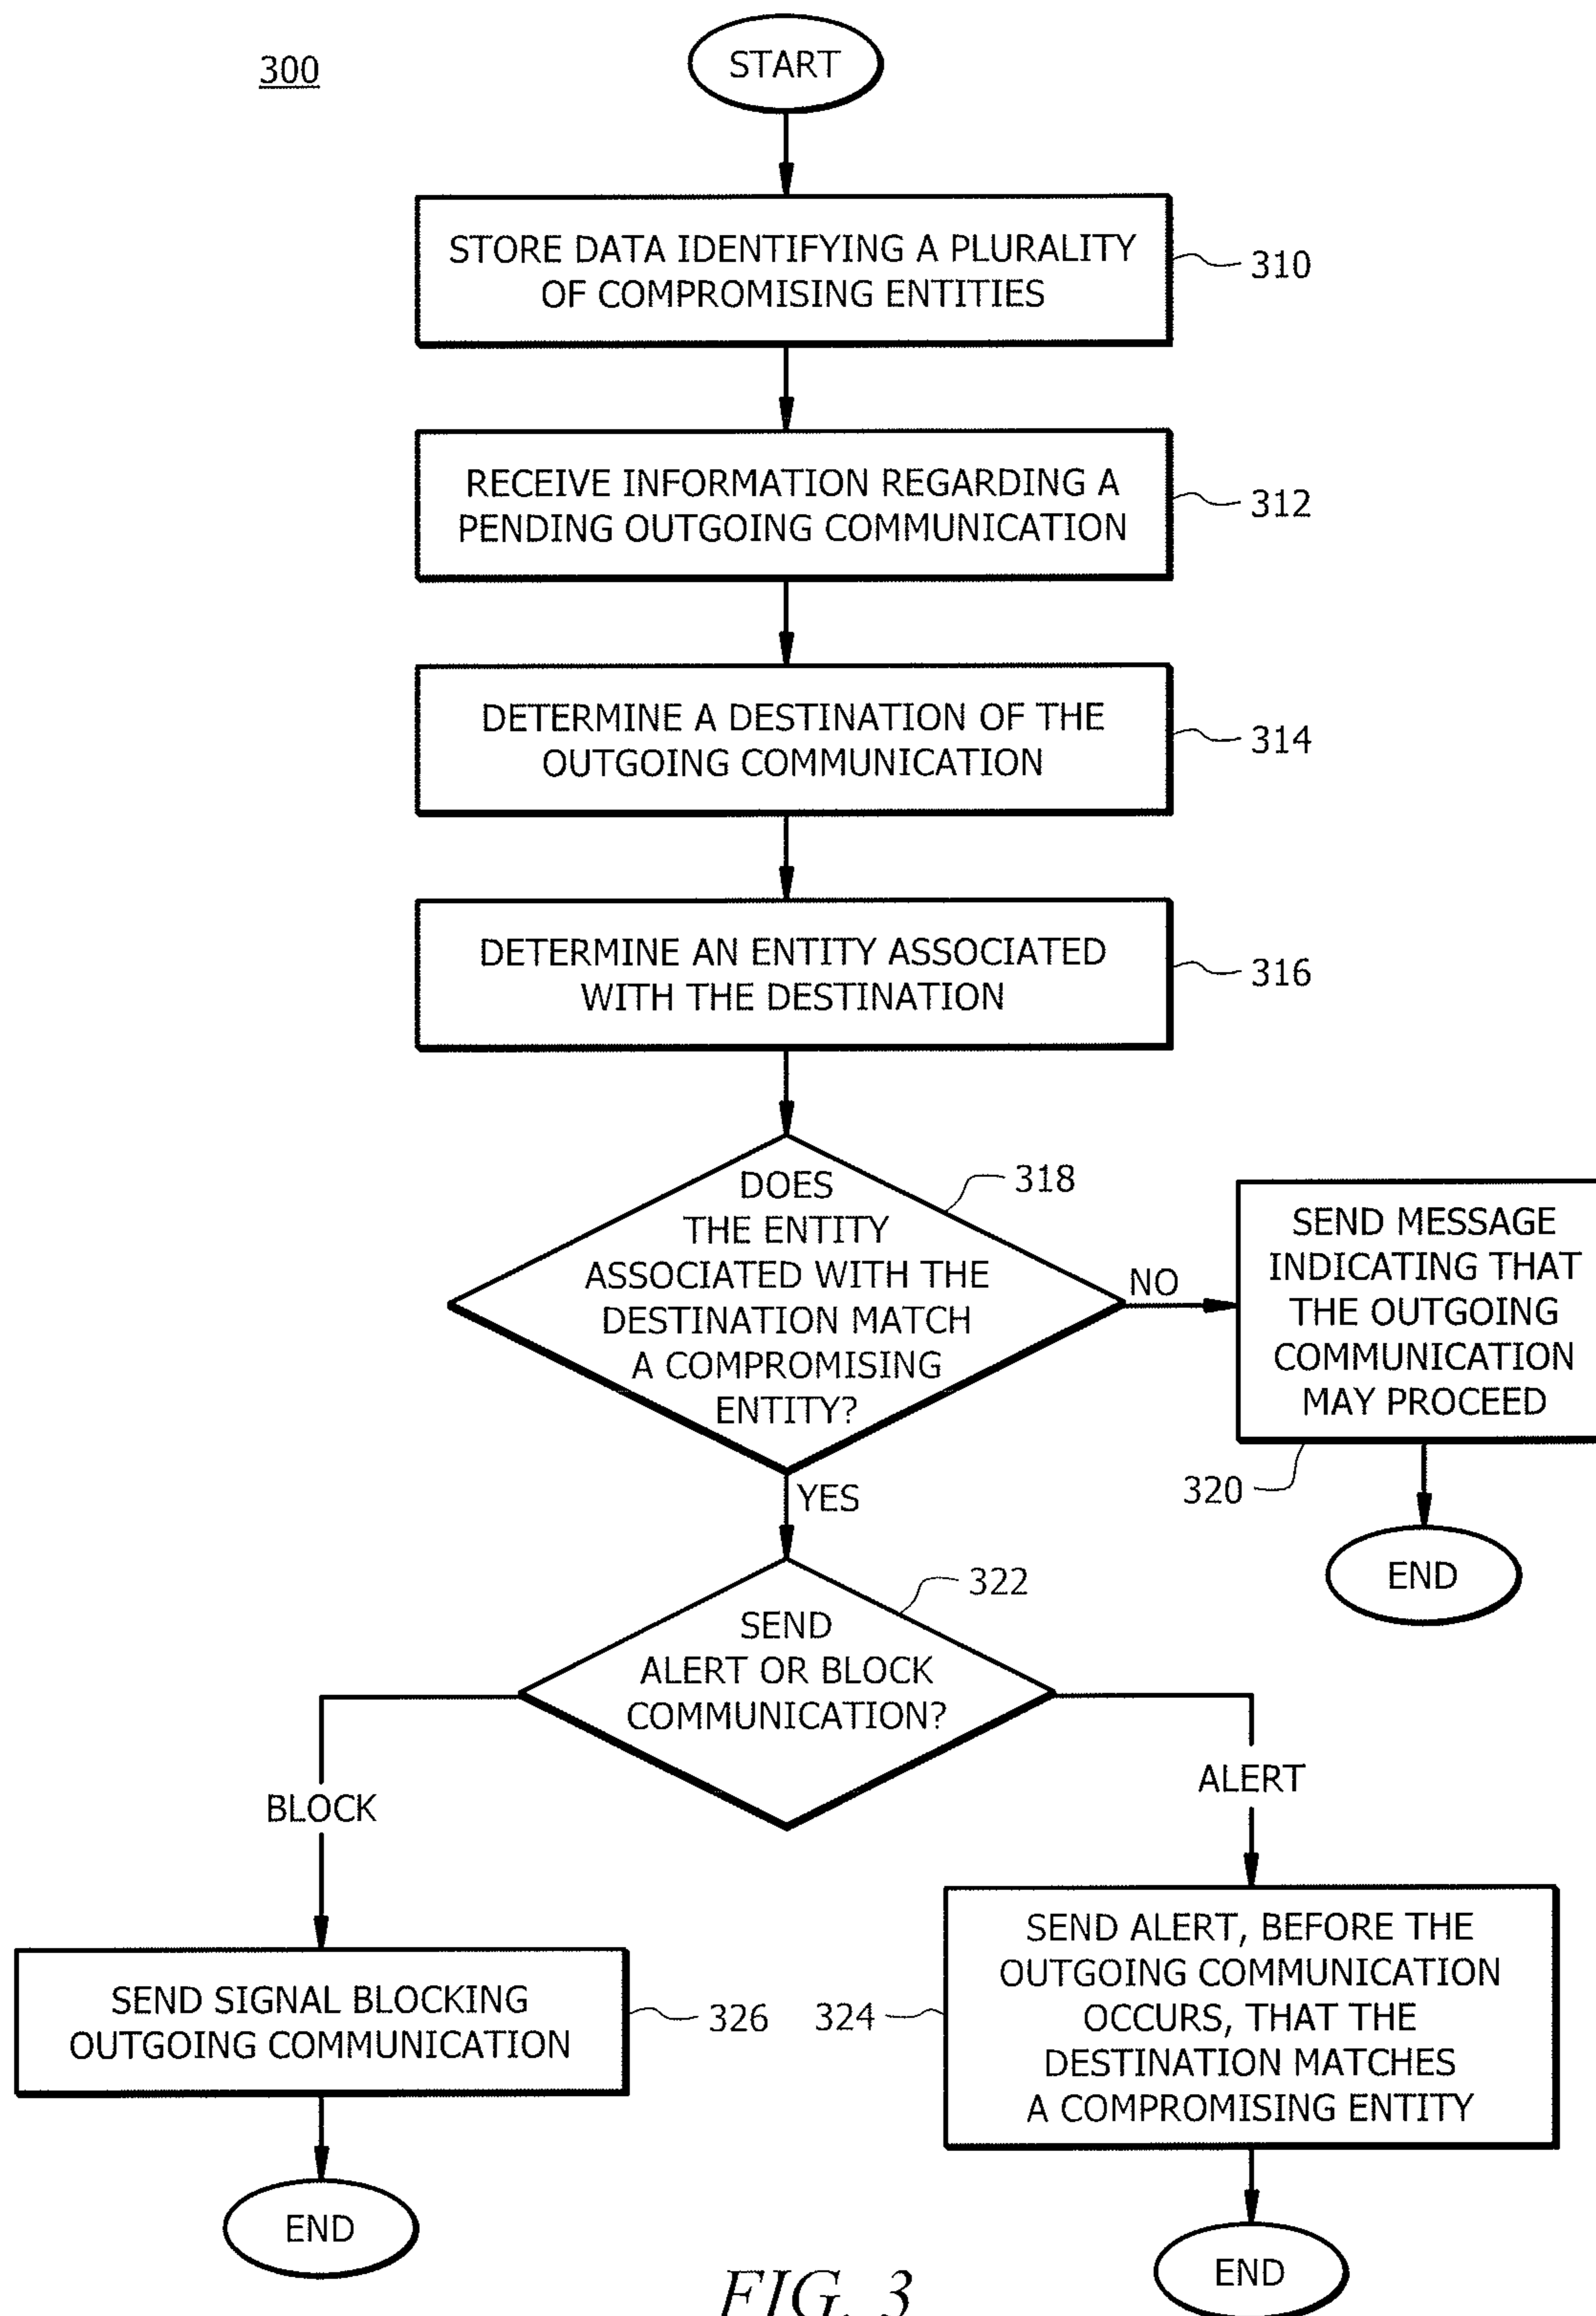 300
START
STORE DATA IDENTIFYING A PLURALITY
OF COMPROMISING ENTITIES
310
RECEIVE INFORMATION REGARDING A
PENDING OUTGOING COMMUNICATION
312
DETERMINE A DESTINATION OF THE
OUTGOING COMMUNICATION
314
DETERMINE AN ENTITY ASSOCIATED
WITH THE DESTINATION
316
DOES
THE ENTITY
ASSOCIATED WITH THE
DESTINATION MATCH
A COMPROMISING
ENTITY?
318
NO
SEND MESSAGE
INDICATING THAT
THE OUTGOING
COMMUNICATION
MAY PROCEED
320
END
YES
SEND
ALERT OR BLOCK
COMMUNICATION?
322
BLOCK
ALERT
SEND SIGNAL BLOCKING
OUTGOING COMMUNICATION
326
324
SEND ALERT, BEFORE THE
OUTGOING COMMUNICATION
OCCURS, THAT THE
DESTINATION MATCHES
A COMPROMISING ENTITY
END
END
FIG. 3